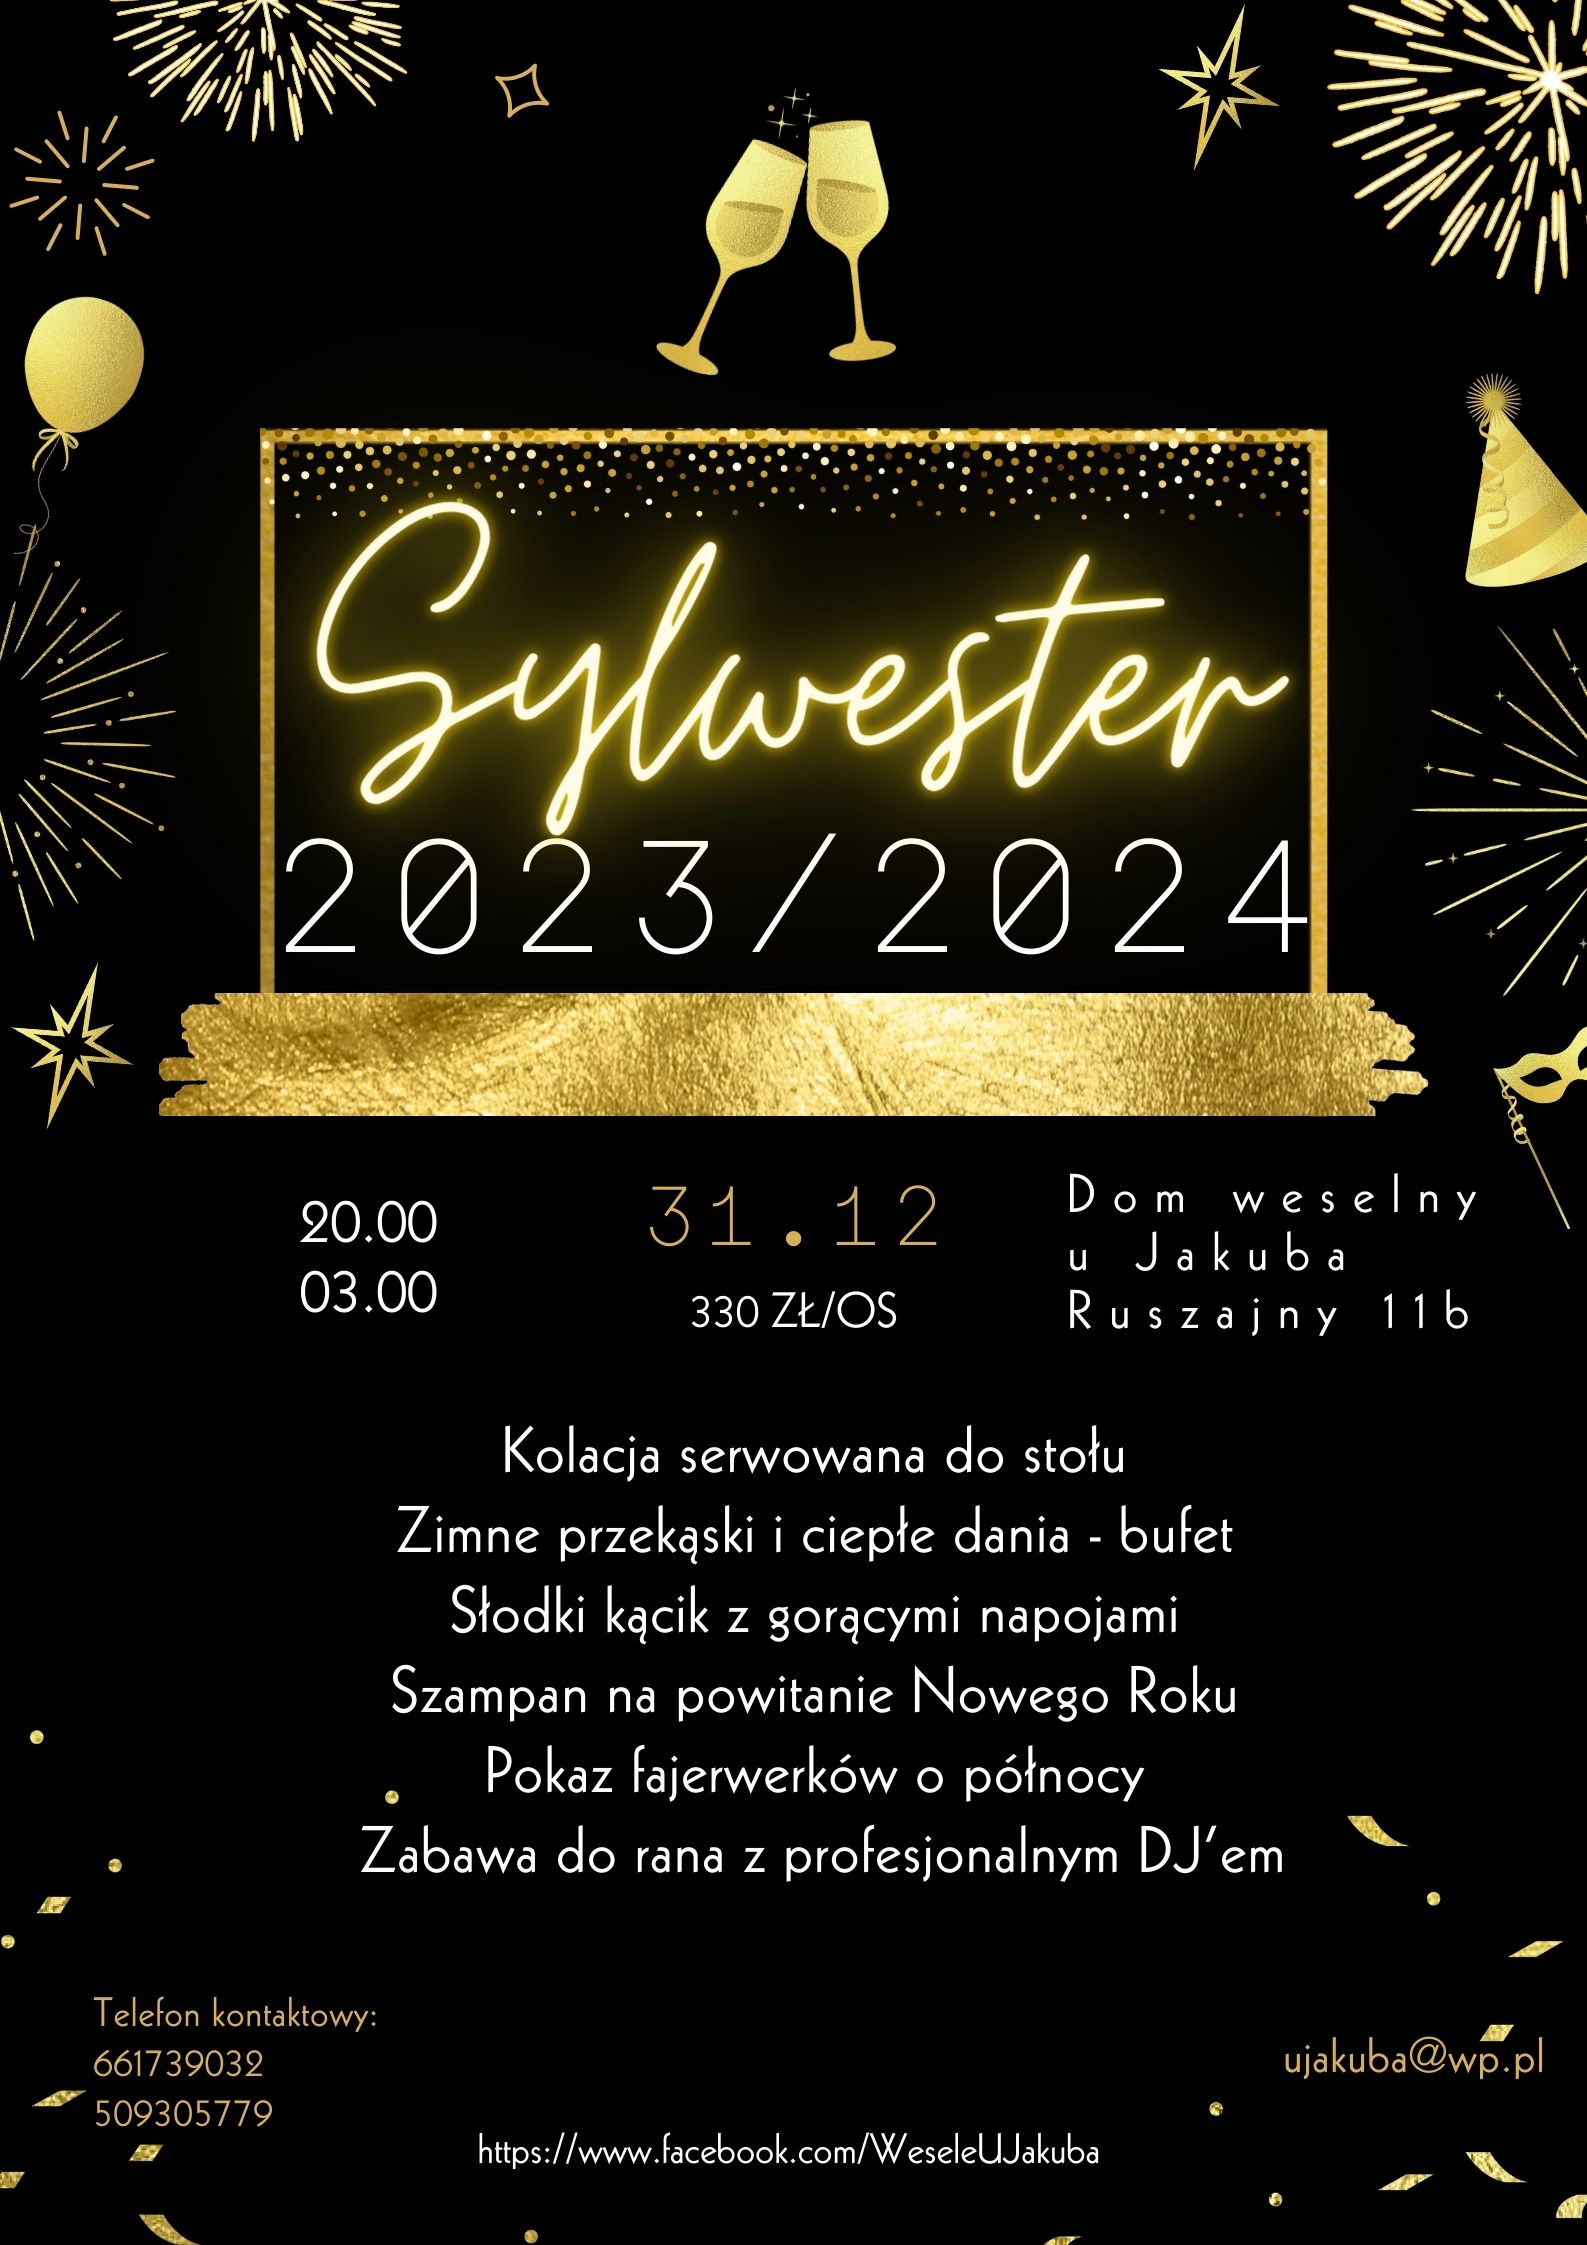 Sylwester
2023/2024
20.00
03.00
31.12
330 ZŁ/OS
Dom weselny
u Jakuba
Ruszajny 11b
Kolacja serwowana do stołu
Zimne przekąski i ciepłe dania - bufet
Słodki kącik z gorącymi napojami
Szampan na powitanie Nowego Roku
Pokaz fajerwerków o północy
Zabawa do rana z profesjonalnym DJ'em
Telefon kontaktowy:
661739032
509305779
ujakuba@wp.pl
https://www.facebook.com/WeseleUJakuba